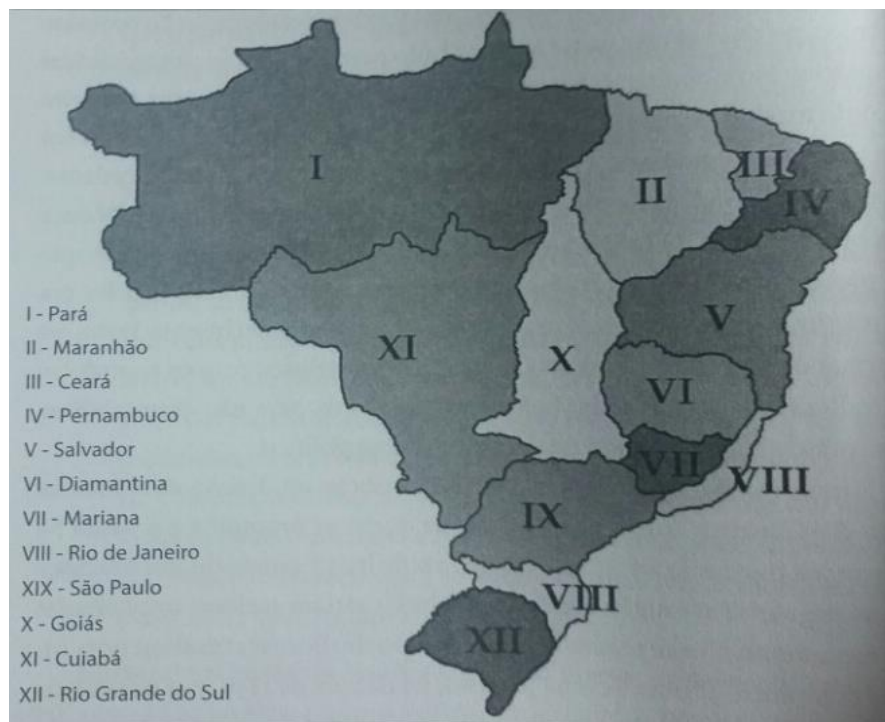 I
II
III
IV
V
XI
X
VI
VII
VIII
IX
VIII
XII
I - Pará
II - Maranhão
III - Ceará
IV - Pernambuco
V - Salvador
VI - Diamantina
VII - Mariana
VIII - Rio de Janeiro
XIX - São Paulo
X - Goiás
XI - Cuiabá
XII - Rio Grande do Sul